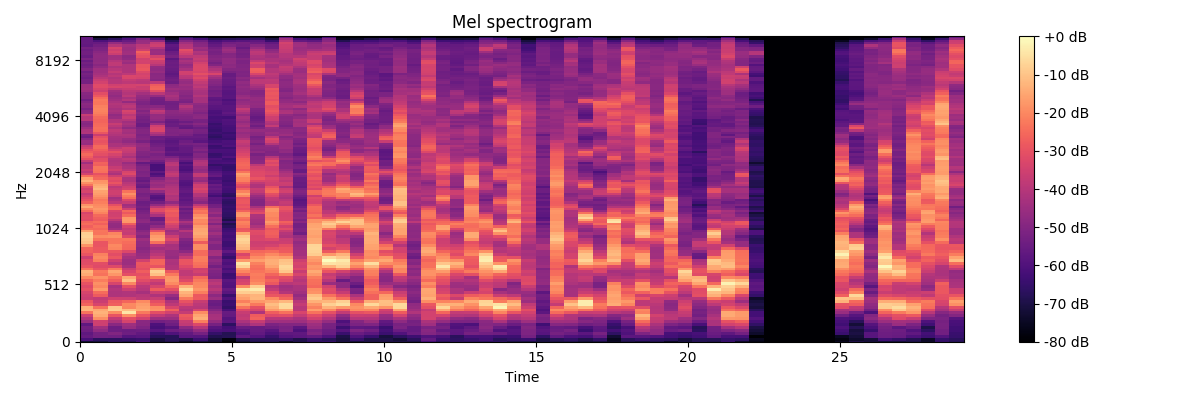 Mel spectrogram
Hz
8192
4096
2048
1024
512
0
0 5 10 15 20 25
Time
+0 dB
-10 dB
-20 dB
-30 dB
-40 dB
-50 dB
-60 dB
-70 dB
-80 dB